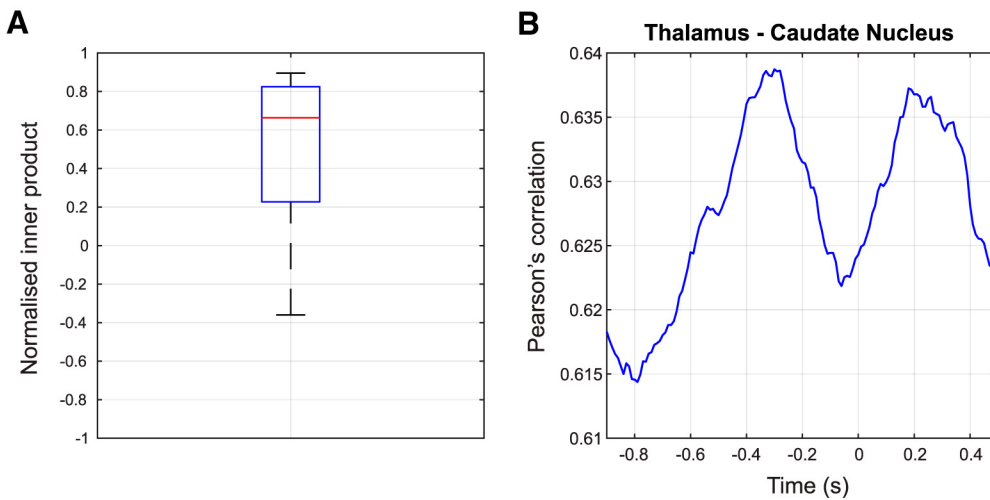 A
Normalised inner product
1
0.8
0.6
0.4
0.2
0
-0.2
-0.4
-0.6
-0.8
-1
B
Thalamus - Caudate Nucleus
Pearson's correlation
0.64
0.635
0.63
0.625
0.62
0.615
0.61
-0.8 -0.6 -0.4 -0.2 0 0.2 0.4
Time (s)